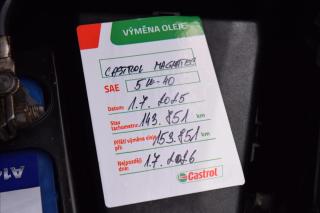 VÝMĚNA OLEJE
CASTROL MAGNATEC
SAE 5W-40
Datum: 1.7.2025
Stav tachometru: 143.851 km
Příští výměna oleje při: 153.851 km
Nejpozději dne: 1.7.2026
Castrol
A1